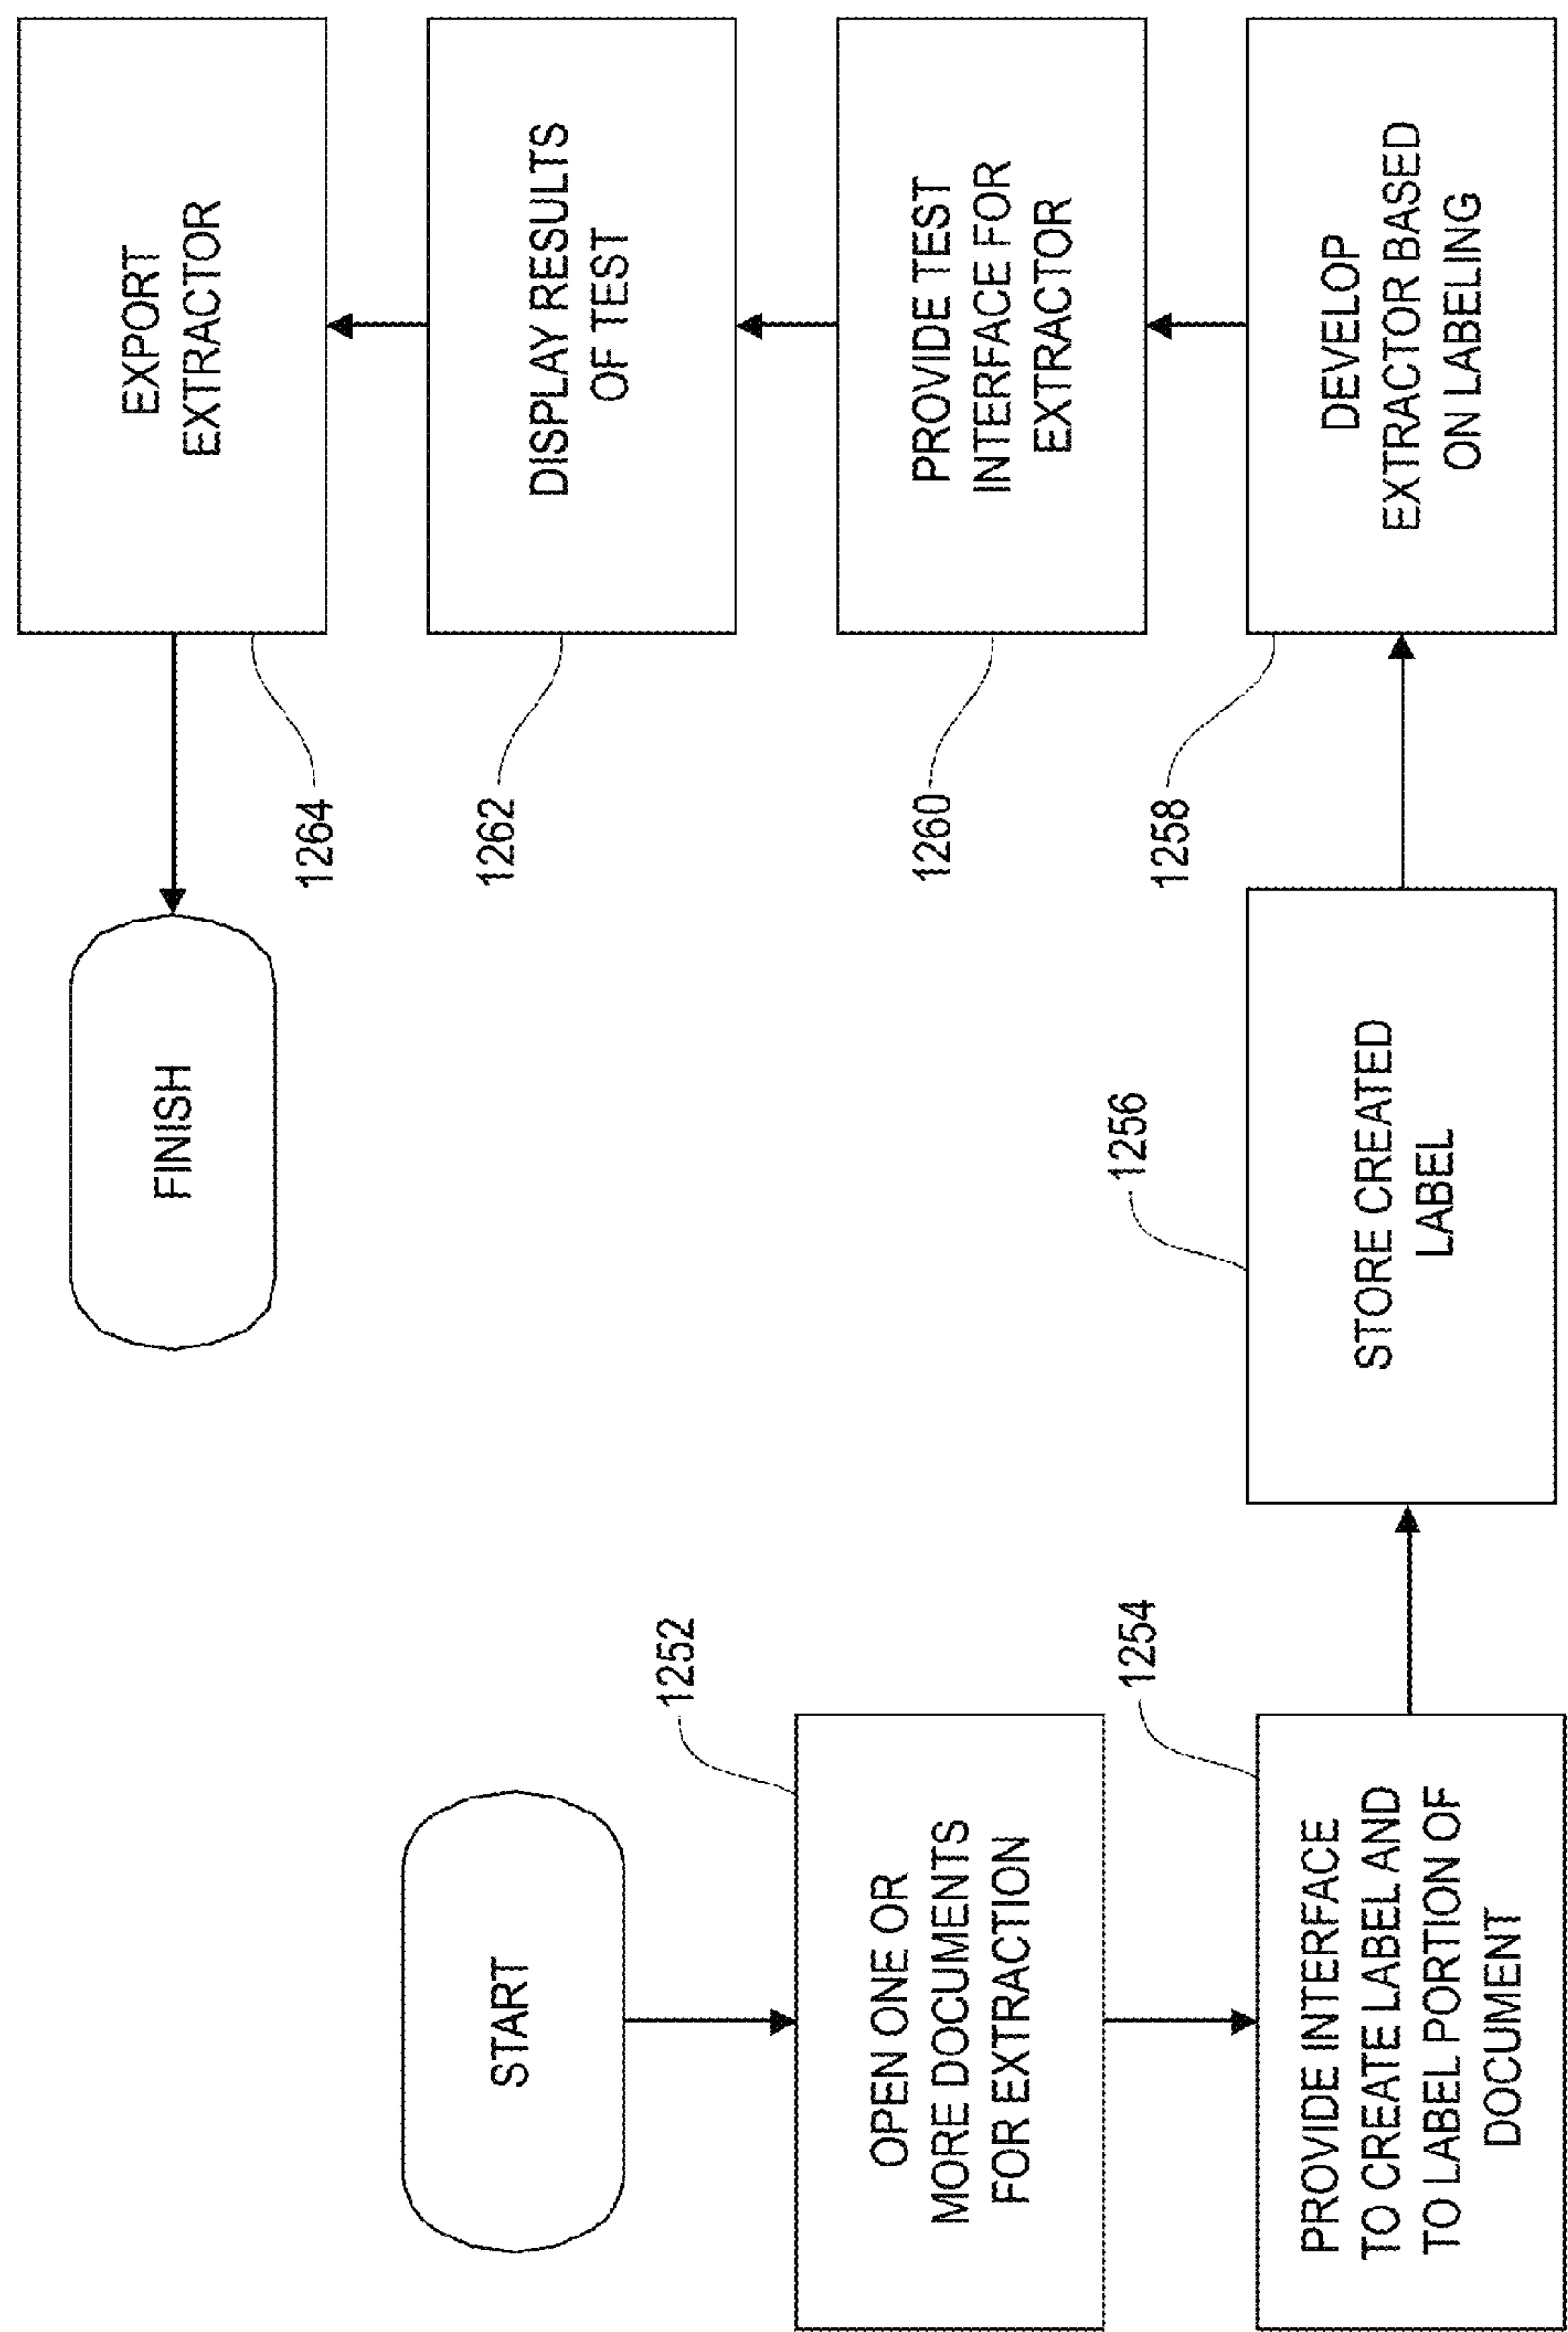 START
1252
OPEN ONE OR
MORE DOCUMENTS
FOR EXTRACTION
1254
PROVIDE INTERFACE
TO CREATE LABEL AND
TO LABEL PORTION OF
DOCUMENT
1256
STORE CREATED
LABEL
1258
DEVELOP
EXTRACTOR BASED
ON LABELING
1260
PROVIDE TEST
INTERFACE FOR
EXTRACTOR
1262
DISPLAY RESULTS
OF TEST
1264
EXPORT
EXTRACTOR
FINISH